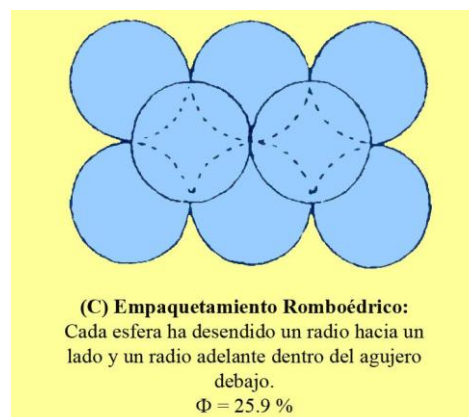 (C) Empaquetamiento Romboédrico:
Cada esfera ha desendido un radio hacia un
lado y un radio adelante dentro del agujero
debajo.
Φ = 25.9 %